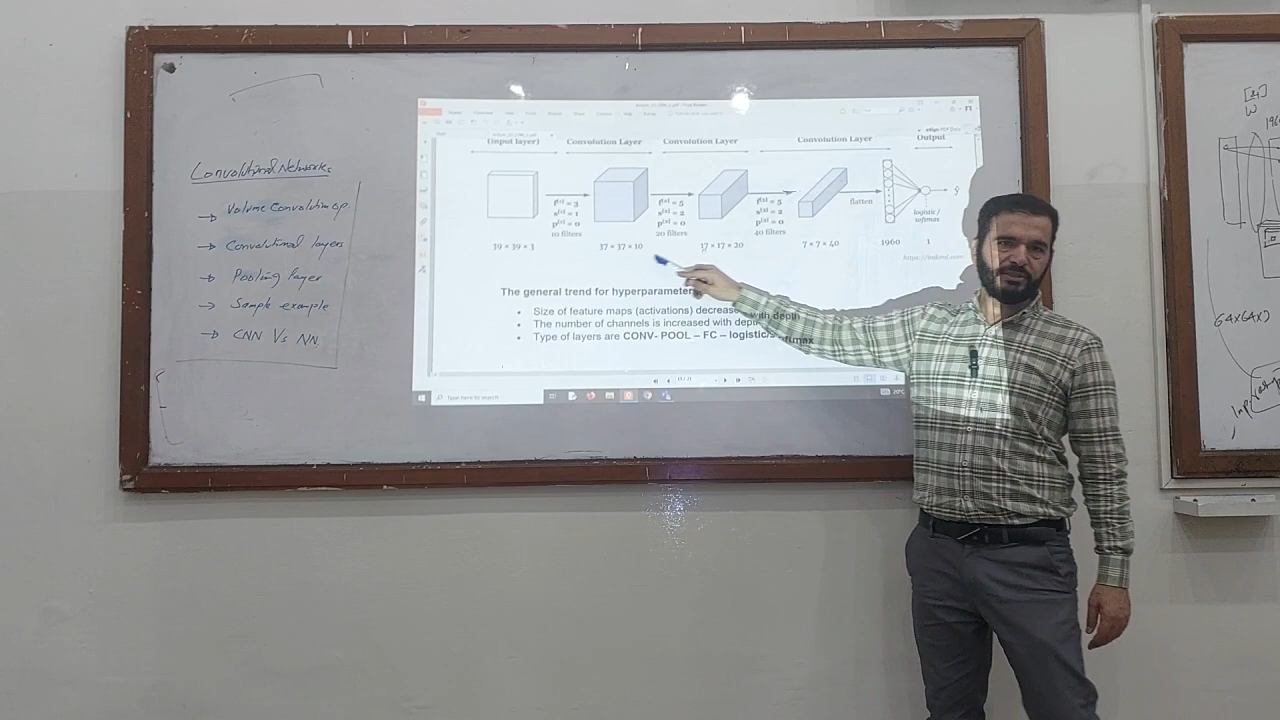 Convolutional Networks
→ Volume Convolution op.
→ Convolutional layers
→ Pooling layer
→ Sample example
→ CNN Vs NN.
(input layer)
Convolution Layer
Convolution Layer
Convolution Layer
Output
f[1] = 3
s[1] = 1
p[1] = 0
10 filters
f[2] = 5
s[2] = 2
p[2] = 0
20 filters
f[3] = 5
s[3] = 2
p[3] = 0
40 filters
flatten
logistic /
softmax
ŷ
39 × 39 × 3
37 × 37 × 10
17 × 17 × 20
7 × 7 × 40
1960
1
The general trend for hyperparameter
• Size of feature maps (activations) decrease with depth
• The number of channels is increased with dept
• Type of layers are CONV- POOL – FC – logistic/s ftmax
Type here to search
20°C
W
64x64x3